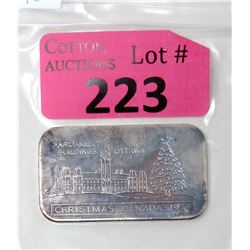 COTTON
AUCTIONS
Lot #
223
PARLIAMENT
BUILDINGS OTTAWA
CHRISTMAS CANADA